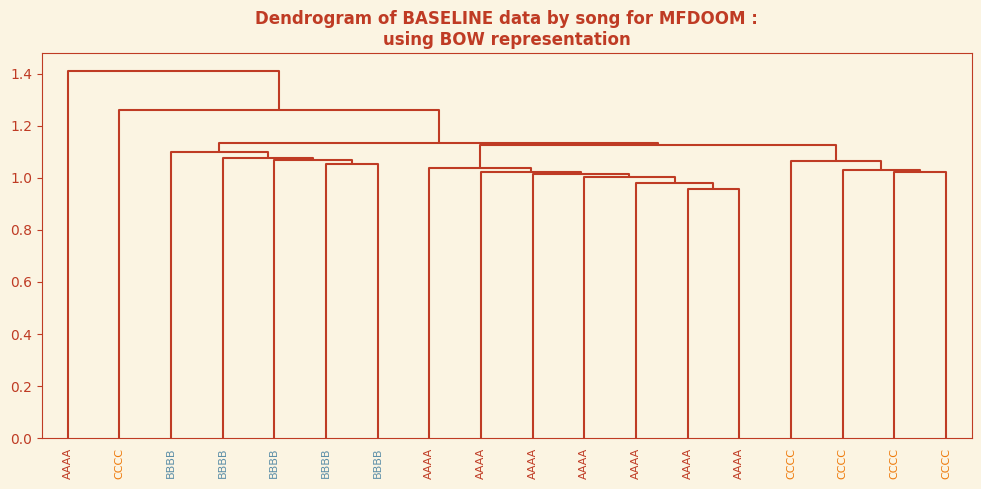 Dendrogram of BASELINE data by song for MFDOOM :
using BOW representation
1.4
1.2
1.0
0.8
0.6
0.4
0.2
0.0
AAAA
CCCC
BBBB
BBBB
BBBB
BBBB
BBBB
AAAA
AAAA
AAAA
AAAA
AAAA
AAAA
AAAA
CCCC
CCCC
CCCC
CCCC